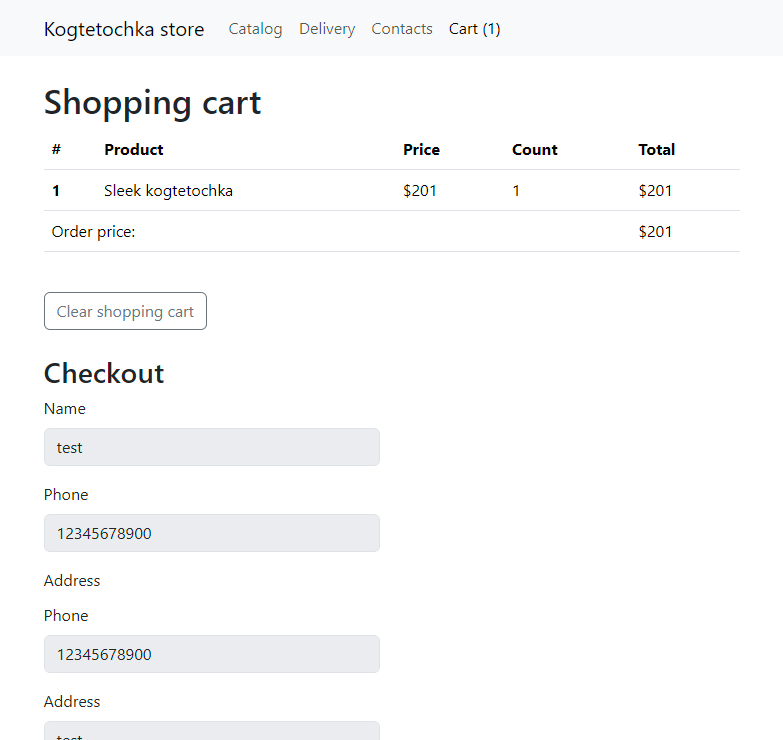 Kogtetochka store Catalog Delivery Contacts Cart (1)
Shopping cart
# Product Price Count Total
1 Sleek kogtetochka $201 1 $201
Order price: $201
Clear shopping cart
Checkout
Name
test
Phone
12345678900
Address
Phone
12345678900
Address
test